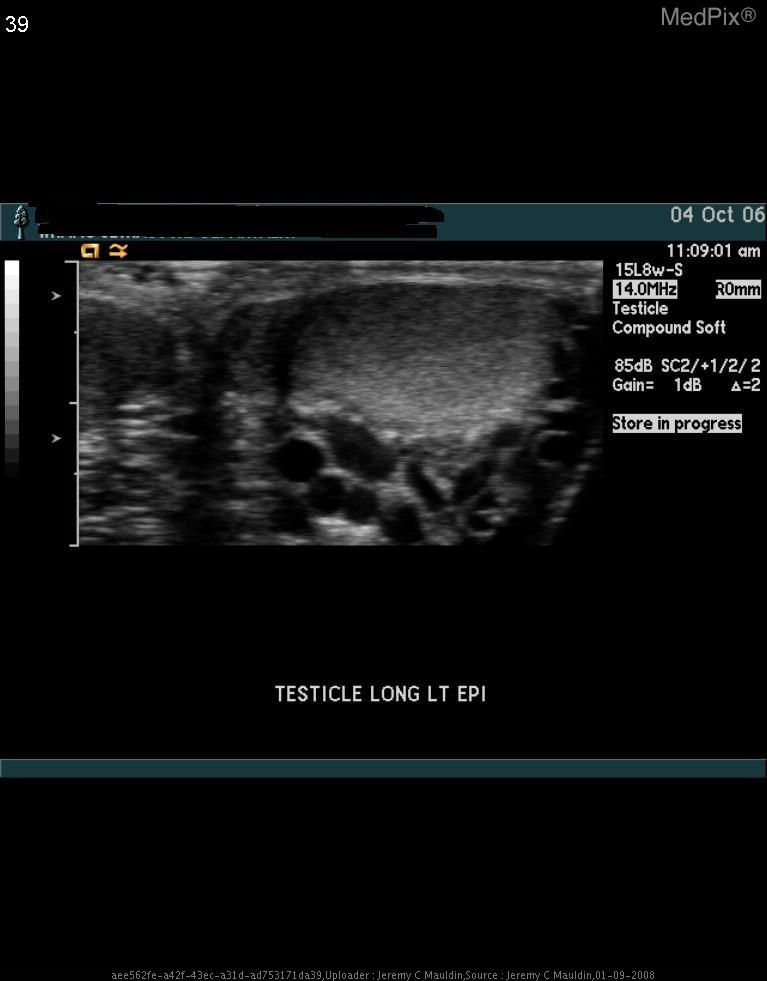 39
MedPix®
04 Oct 06
11:09:01 am
15L8w-S
14.0MHz R0mm
Testicle
Compound Soft
85dB SC2/+1/2/2
Gain= 1dB Δ=2
Store in progress
TESTICLE LONG LT EPI
aee562fe-a42f-43ec-a31d-ad753171da39,Uploader : Jeremy C Mauldin,Source : Jeremy C Mauldin,01-09-2008